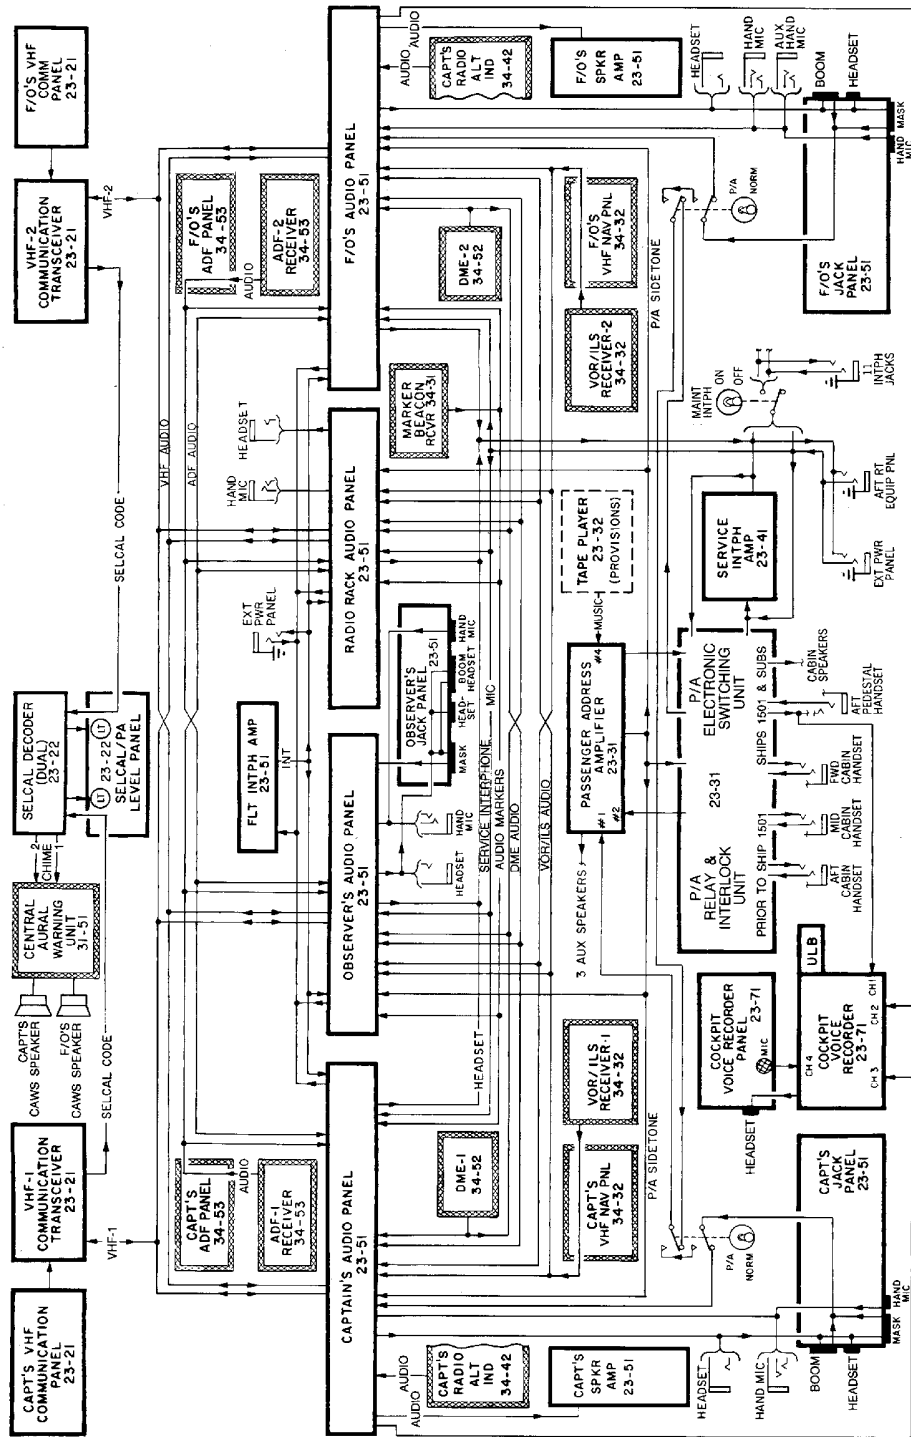 CAPT'S VHF
COMMUNICATION
PANEL
23-21
VHF-1
COMMUNICATION
TRANSCEIVER
23-21
VHF-1
SELCAL CODE
CAPT'S
CAWS SPEAKER
F/O'S
CAWS SPEAKER
CENTRAL
AURAL
WARNING
UNIT
31-51
2
CHIME
1
SELCAL DECODER
(DUAL)
23-22
LT
23-22
LT
SELCAL/PA
LEVEL PANEL
SELCAL CODE
VHF-2
COMMUNICATION
TRANSCEIVER
23-21
VHF-2
F/O'S VHF
COMM
PANEL
23-21
VHF AUDIO
ADF AUDIO
CAPT'S
ADF PANEL
34-53
AUDIO
ADF-1
RECEIVER
34-53
FLT INTPH AMP
23-51
INT
EXT
PWR
PANEL
HAND
MIC
HEADSET
F/O'S
ADF PANEL
34-53
AUDIO
ADF-2
RECEIVER
34-53
CAPTAIN'S AUDIO PANEL
23-51
OBSERVER'S AUDIO PANEL
23-51
RADIO RACK AUDIO PANEL
23-51
F/O'S AUDIO PANEL
23-51
AUDIO
AUDIO
CAPT'S
RADIO
ALT
IND
34-42
CAPT'S
SPKR
AMP
23-51
DME-1
34-52
HEADSET
SERVICE INTERPHONE
MIC
AUDIO MARKERS
DME AUDIO
VOR/ILS AUDIO
HEADSET
HAND
MIC
OBSERVER'S
JACK PANEL
23-51
MASK
HEAD-
SET
BOOM
HEADSET
HAND
MIC
MARKER
BEACON
RCVR 34-31
DME-2
34-52
AUDIO
AUDIO
CAPT'S
RADIO
ALT
IND
34-42
F/O'S
SPKR
AMP
23-51
CAPT'S
VHF NAV PNL
34-32
VOR/ILS
RECEIVER-1
34-32
3 AUX SPEAKERS
#1
#2
PASSENGER ADDRESS
AMPLIFIER
23-31
#4
MUSIC
TAPE PLAYER
23-32
(PROVISIONS)
VOR/ILS
RECEIVER-2
34-32
F/O'S
VHF NAV PNL
34-32
P/A SIDETONE
P/A SIDETONE
HEADSET
HAND MIC
P/A
NORM
BOOM
HEADSET
MASK
HAND
MIC
CAPT'S
JACK
PANEL
23-51
COCKPIT
VOICE RECORDER
PANEL
23-71
MIC
HEADSET
CH 4
COCKPIT
VOICE
RECORDER
23-71
CH 3
CH 2
CH 1
ULB
P/A
RELAY &
INTERLOCK
UNIT
23-31
P/A
ELECTRONIC
SWITCHING
UNIT
PRIOR TO SHIP 1501
SHIPS 1501 & SUBS
AFT
CABIN
HANDSET
MID
CABIN
HANDSET
FWD
CABIN
HANDSET
AFT
PEDESTAL
HANDSET
CABIN
SPEAKERS
SERVICE
INTPH
AMP
23-41
MAINT
INTPH
ON
OFF
EXT PWR
PANEL
AFT RT
EQUIP PNL
11
INTPH
JACKS
P/A
NORM
HEADSET
HAND
MIC
AUX
HAND
MIC
BOOM
HEADSET
HAND
MIC
MASK
F/O'S
JACK
PANEL
23-51